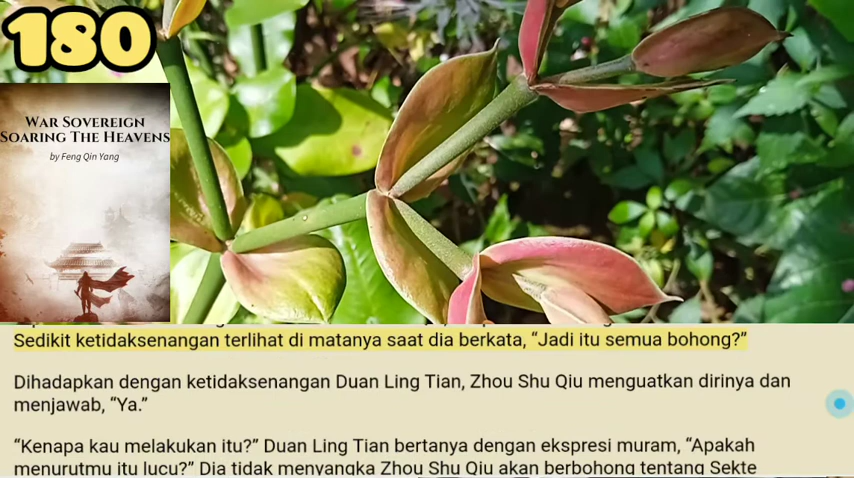 180
WAR SOVEREIGN
SOARING THE HEAVENS
by Feng Qin Yang
Sedikit ketidaksenangan terlihat di matanya saat dia berkata, “Jadi itu semua bohong?”
Dihadapkan dengan ketidaksenangan Duan Ling Tian, Zhou Shu Qiu menguatkan dirinya dan
menjawab, “Ya.”
“Kenapa kau melakukan itu?” Duan Ling Tian bertanya dengan ekspresi muram, “Apakah
menurutmu itu lucu?” Dia tidak menyangka Zhou Shu Qiu akan berbohong tentang Sekte